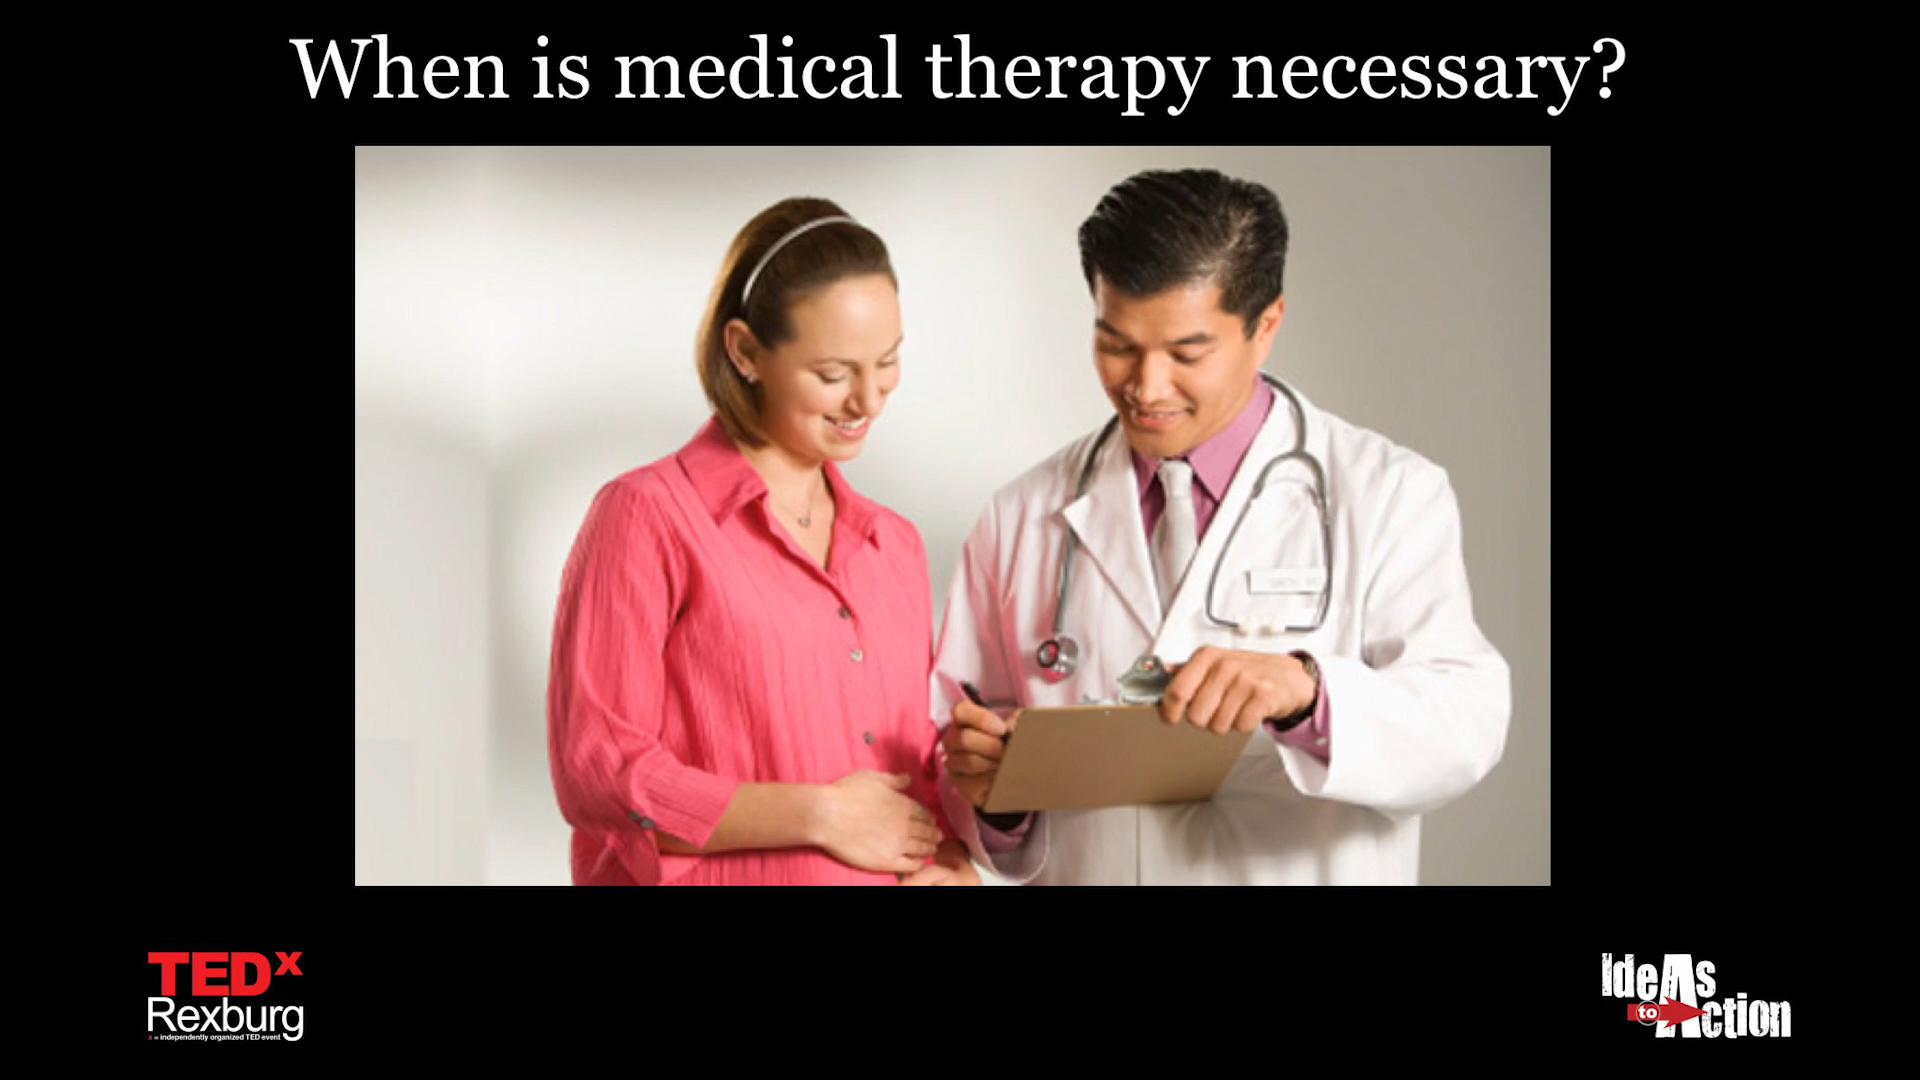 When is medical therapy necessary?
TEDx
Rexburg
x = independently organized TED event
IdeAs
to Action